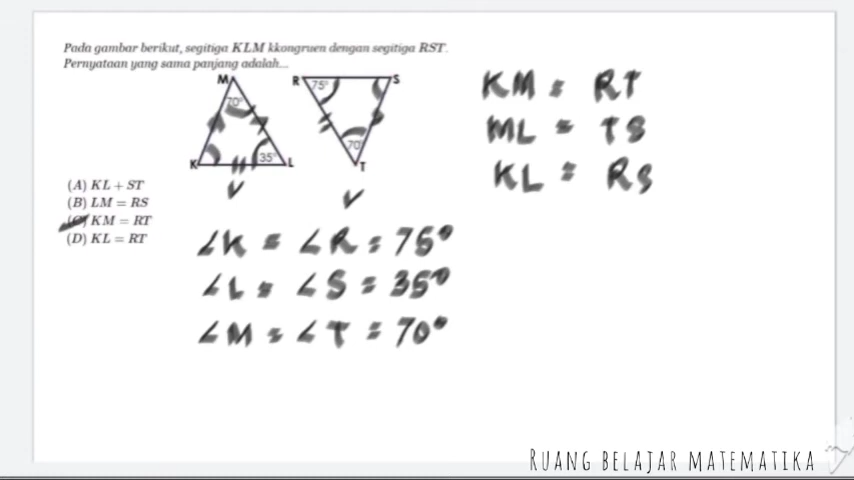 Pada gambar berikut, segitiga KLM kkongruen dengan segitiga RST.
Pernyataan yang sama panjang adalah...
M
70°
K
35°
L
R
75°
S
70
T
(A) KL + ST
(B) LM = RS
(C) KM = RT
(D) KL = RT
KM = RT
ML = TS
KL = RS
∠K = ∠R = 75°
∠L = ∠S = 35°
∠M = ∠T = 70°
RUANG BELAJAR MATEMATIKA